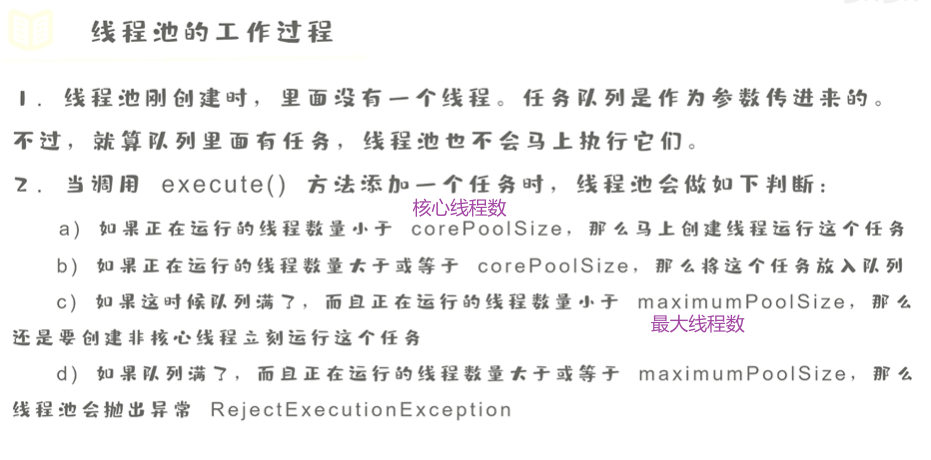 线程池的工作过程
1. 线程池刚创建时，里面没有一个线程。任务队列是作为参数传进来的。
不过，就算队列里面有任务，线程池也不会马上执行它们。
2. 当调用 execute() 方法添加一个任务时，线程池会做如下判断：
核心线程数
a) 如果正在运行的线程数量小于 corePoolSize，那么马上创建线程运行这个任务
b) 如果正在运行的线程数量大于或等于 corePoolSize，那么将这个任务放入队列
c) 如果这时候队列满了，而且正在运行的线程数量小于 maximumPoolSize，那么
最大线程数
还是要创建非核心线程立刻运行这个任务
d) 如果队列满了，而且正在运行的线程数量大于或等于 maximumPoolSize，那么
线程池会抛出异常 RejectExecutionException